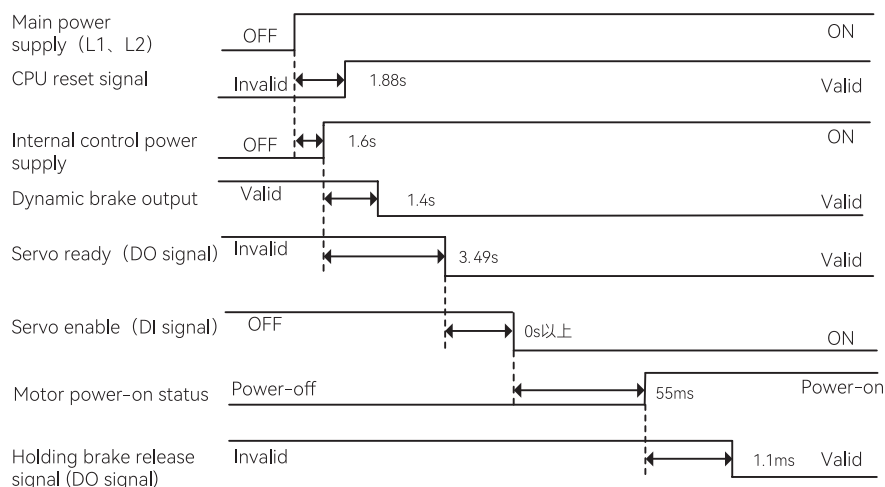 Main power
supply（L1、L2）
OFF
ON
CPU reset signal
Invalid
1.88s
Valid
Internal control power
supply
OFF
1.6s
ON
Dynamic brake output
Valid
1.4s
Valid
Servo ready（DO signal）
Invalid
3.49s
Valid
Servo enable（DI signal）
OFF
0s以上
ON
Motor power-on status
Power-off
55ms
Power-on
Holding brake release
signal (DO signal)
Invalid
1.1ms
Valid